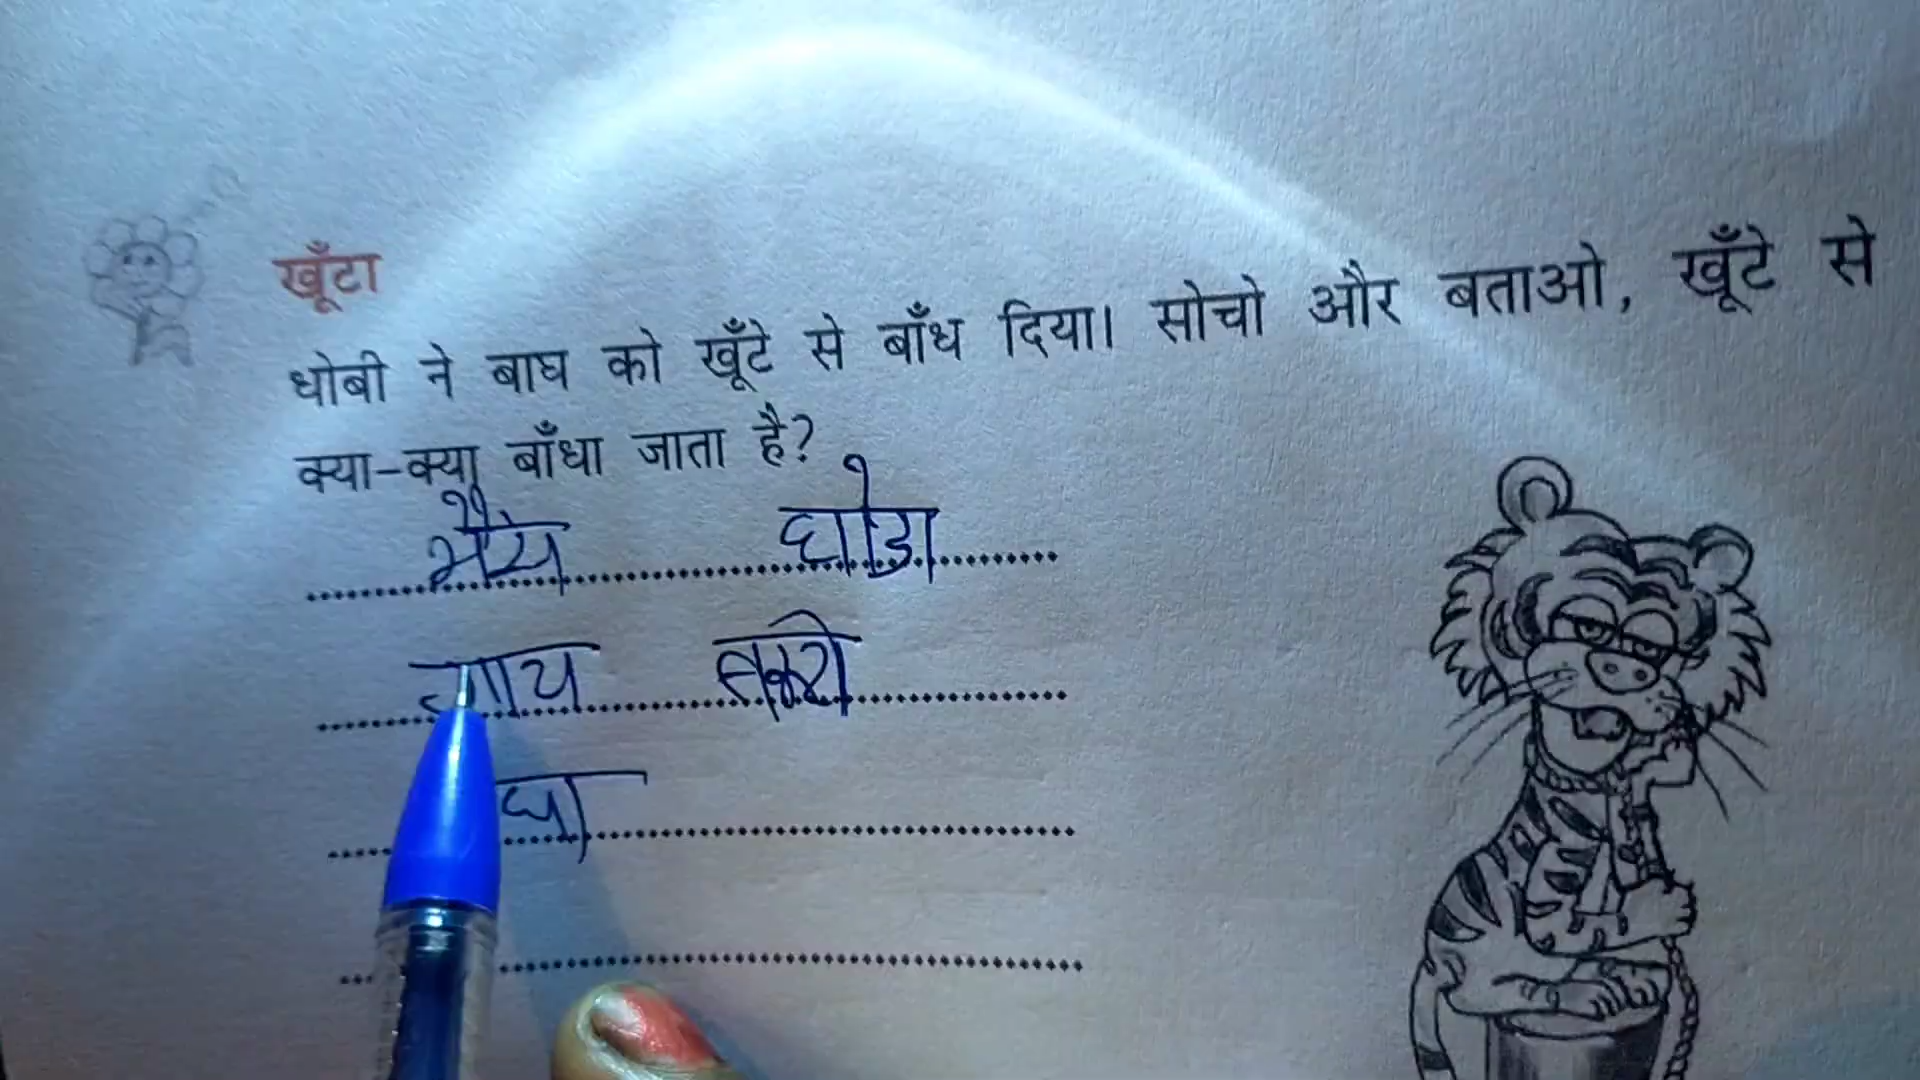 खूँटा
धोबी ने बाघ को खूँटे से बाँध दिया। सोचो और बताओ, खूँटे से
क्या-क्या बाँधा जाता है?
भैंस घोड़ा
गाय बकरी
धा